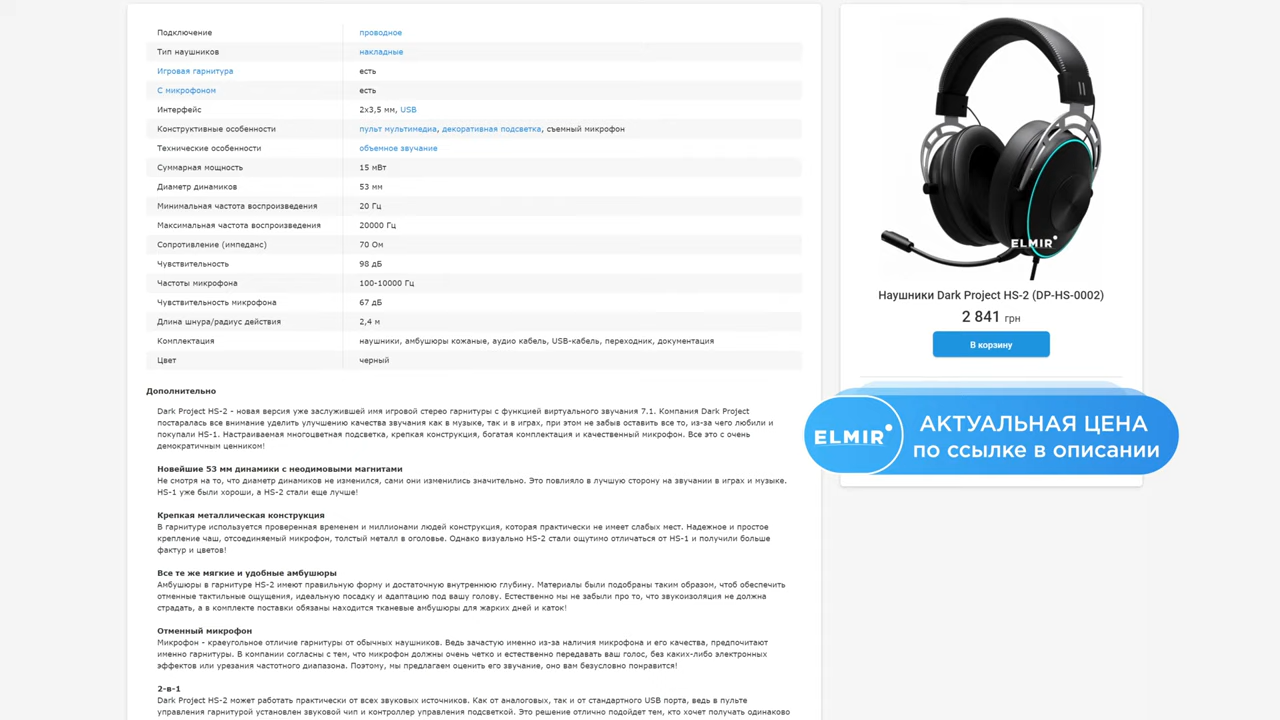 Подключение проводное
Тип наушников накладные
Игровая гарнитура есть
С микрофоном есть
Интерфейс 2x3,5 мм, USB
Конструктивные особенности пульт мультимедиа, декоративная подсветка, съемный микрофон
Технические особенности объемное звучание
Суммарная мощность 15 мВт
Диаметр динамиков 53 мм
Минимальная частота воспроизведения 20 Гц
Максимальная частота воспроизведения 20000 Гц
Сопротивление (импеданс) 70 Ом
Чувствительность 98 дБ
Частоты микрофона 100-10000 Гц
Чувствительность микрофона 67 дБ
Длина шнура/радиус действия 2,4 м
Комплектация наушники, амбушюры кожаные, аудио кабель, USB-кабель, переходник, документация
Цвет черный
Дополнительно
Dark Project HS-2 - новая версия уже заслужившей имя игровой стерео гарнитуры с функцией виртуального звучания 7.1. Компания Dark Project
постаралась все внимание уделить улучшению качества звучания как в музыке, так и в играх, при этом не забыв оставить все то, из-за чего любили и
покупали HS-1. Настраиваемая многоцветная подсветка, крепкая конструкция, богатая комплектация и качественный микрофон. Все это с очень
демократичным ценником!
Новейшие 53 мм динамики с неодимовыми магнитами
Не смотря на то, что диаметр динамиков не изменился, сами они изменились значительно. Это повлияло в лучшую сторону на звучании в играх и музыке.
HS-1 уже были хороши, а HS-2 стали еще лучше!
Крепкая металлическая конструкция
В гарнитуре используется проверенная временем и миллионами людей конструкция, которая практически не имеет слабых мест. Надежное и простое
крепление чаш, отсоединяемый микрофон, толстый металл в оголовье. Однако визуально HS-2 стали ощутимо отличаться от HS-1 и получили больше
фактур и цветов!
Все те же мягкие и удобные амбушюры
Амбушюры в гарнитуре HS-2 имеют правильную форму и достаточную внутреннюю глубину. Материалы были подобраны таким образом, чтоб обеспечить
отменные тактильные ощущения, идеальную посадку и адаптацию под вашу голову. Естественно мы не забыли про то, что звукоизоляция не должна
страдать, а в комплекте поставки обязаны находится тканевые амбушюры для жарких дней и каток!
Отменный микрофон
Микрофон - краеугольное отличие гарнитуры от обычных наушников. Ведь зачастую именно из-за наличия микрофона и его качества, предпочитают
именно гарнитуры. В компании согласны с тем, что микрофон должны очень четко и естественно передавать ваш голос, без каких-либо электронных
эффектов или урезания частотного диапазона. Поэтому, мы предлагаем оценить его звучание, оно вам безусловно понравится!
2-в-1
Dark Project HS-2 может работать практически от всех звуковых источников. Как от аналоговых, так и от стандартного USB порта, ведь в пульте
управления гарнитурой установлен звуковой чип и контроллер управления подсветкой. Это решение отлично подойдет тем, кто хочет получать одинаково
ELMIR
Наушники Dark Project HS-2 (DP-HS-0002)
2 841 грн
В корзину
ELMIR
АКТУАЛЬНАЯ ЦЕНА
по ссылке в описании